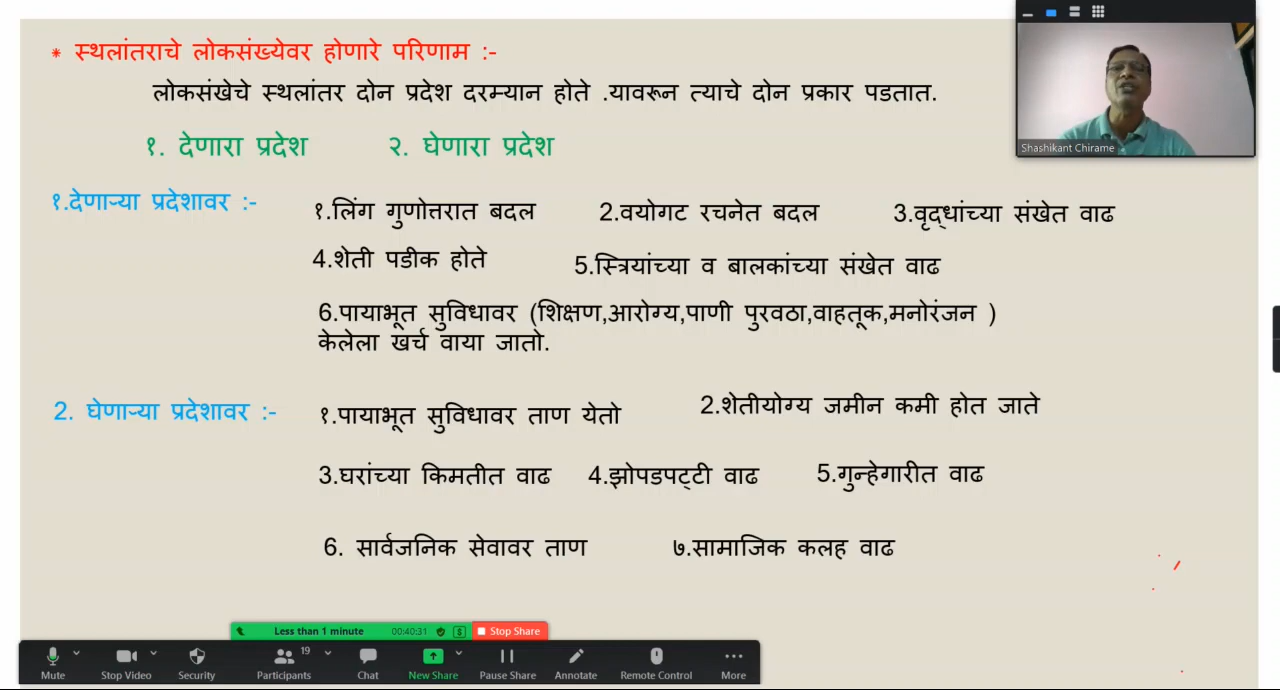 * स्थलांतराचे लोकसंख्येवर होणारे परिणाम :-
लोकसंखेचे स्थलांतर दोन प्रदेश दरम्यान होते .यावरून त्याचे दोन प्रकार पडतात.
१. देणारा प्रदेश २. घेणारा प्रदेश
Shashikant Chirame
१.देणाऱ्या प्रदेशावर :- १.लिंग गुणोत्तरात बदल 2.वयोगट रचनेत बदल 3.वृद्धांच्या संखेत वाढ
4.शेती पडीक होते 5.स्त्रियांच्या व बालकांच्या संखेत वाढ
6.पायाभूत सुविधावर (शिक्षण,आरोग्य,पाणी पुरवठा,वाहतूक,मनोरंजन )
केलेला खर्च वाया जातो.
2. घेणाऱ्या प्रदेशावर :- १.पायाभूत सुविधावर ताण येतो 2.शेतीयोग्य जमीन कमी होत जाते
3.घरांच्या किमतीत वाढ 4.झोपडपट्टी वाढ 5.गुन्हेगारीत वाढ
6. सार्वजनिक सेवावर ताण ७.सामाजिक कलह वाढ
Less than 1 minute 00:40:31 $ Stop Share
19
Mute Stop Video Security Participants Chat New Share Pause Share Annotate Remote Control More